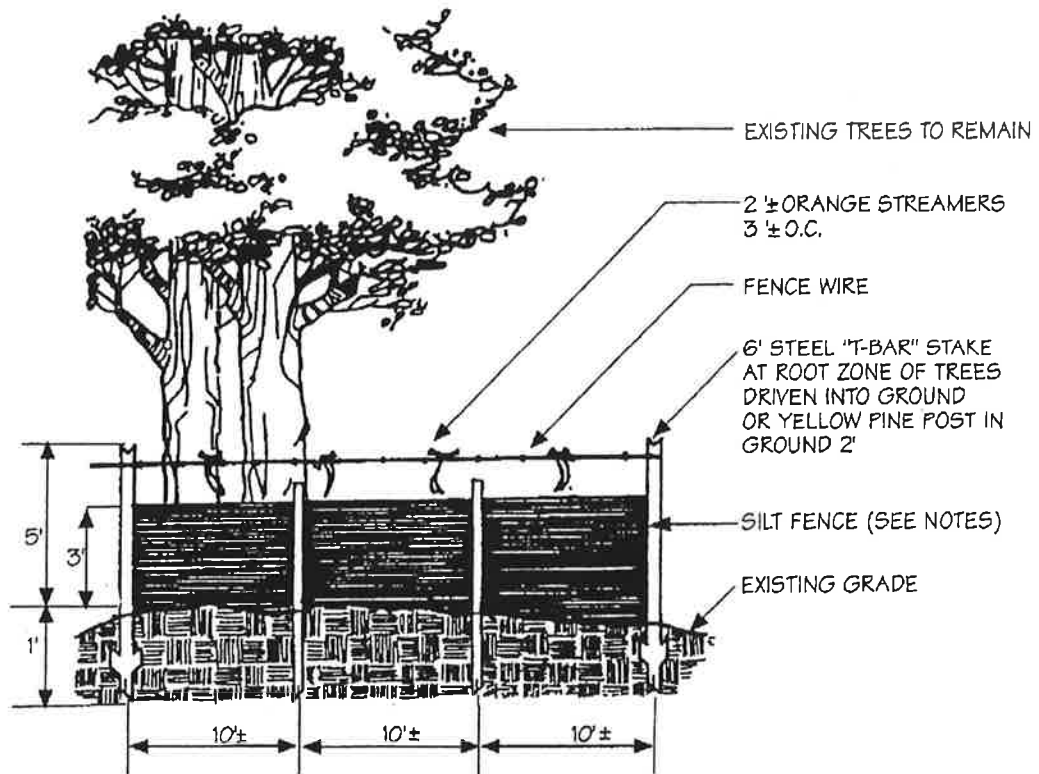 EXISTING TREES TO REMAIN
2'± ORANGE STREAMERS
3'± O.C.
FENCE WIRE
6' STEEL "T-BAR" STAKE
AT ROOT ZONE OF TREES
DRIVEN INTO GROUND
OR YELLOW PINE POST IN
GROUND 2'
SILT FENCE (SEE NOTES)
EXISTING GRADE
5'
3'
1'
10'±
10'±
10'±